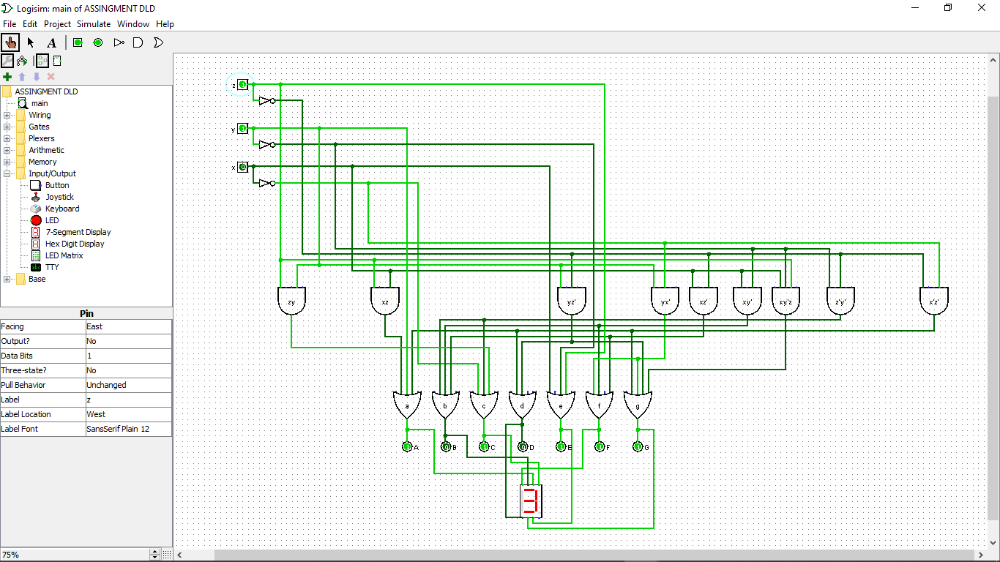 Logisim: main of ASSINGMENT DLD
File Edit Project Simulate Window Help
A
ASSINGMENT DLD
main
Wiring
Gates
Plexers
Arithmetic
Memory
Input/Output
Button
Joystick
Keyboard
LED
7-Segment Display
Hex Digit Display
LED Matrix
TTY
Base
Pin
Facing East
Output? No
Data Bits 1
Three-state? No
Pull Behavior Unchanged
Label z
Label Location West
Label Font SansSerif Plain 12
75%
z 1
y 1
x 0
zy xz yz' yx' xz' xy' xy'z z'y' x'z'
a b c d e f g
1 A 0 B 1 C 0 D 1 E 1 F 1 G